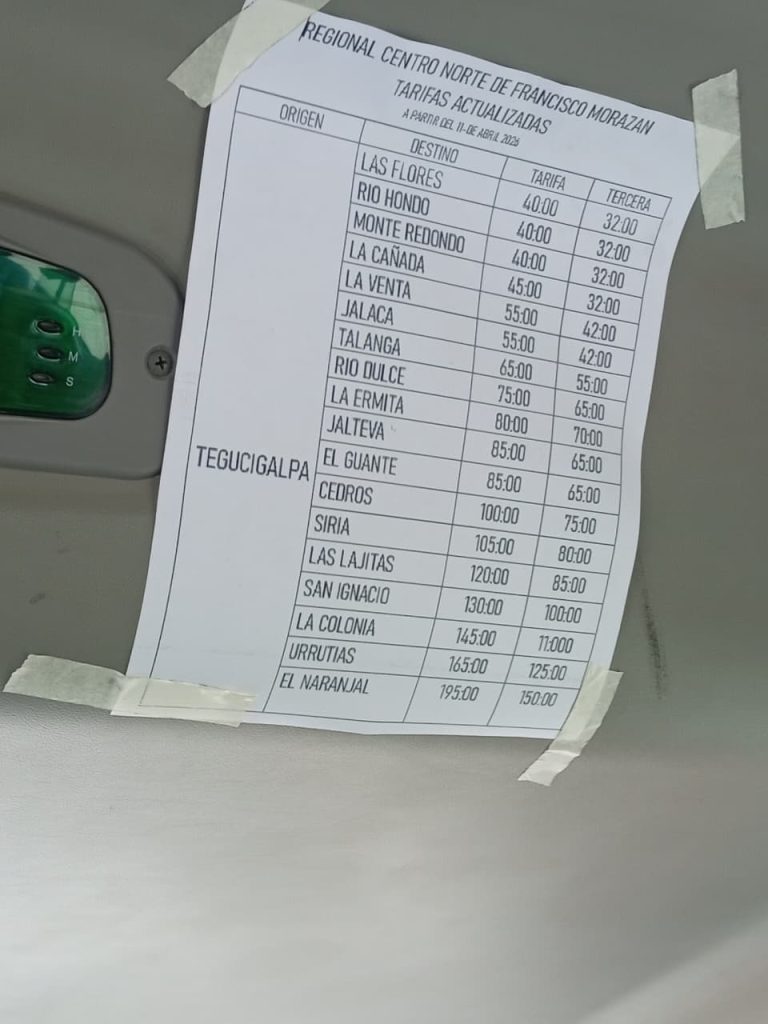 REGIONAL CENTRO NORTE DE FRANCISCO MORAZAN
TARIFAS ACTUALIZADAS
A PARTIR DEL 11-DE ABRIL 2026
ORIGEN DESTINO TARIFA TERCERA
TEGUCIGALPA
LAS FLORES 40:00 32:00
RIO HONDO 40:00 32:00
MONTE REDONDO 40:00 32:00
LA CAÑADA 45:00 32:00
LA VENTA 55:00 42:00
JALACA 55:00 42:00
TALANGA 65:00 55:00
RIO DULCE 75:00 65:00
LA ERMITA 80:00 70:00
JALTEVA 85:00 65:00
EL GUANTE 85:00 65:00
CEDROS 100:00 75:00
SIRIA 105:00 80:00
LAS LAJITAS 120:00 85:00
SAN IGNACIO 130:00 100:00
LA COLONIA 145:00 11:000
URRUTIAS 165:00 125:00
EL NARANJAL 195:00 150:00
H
M
S